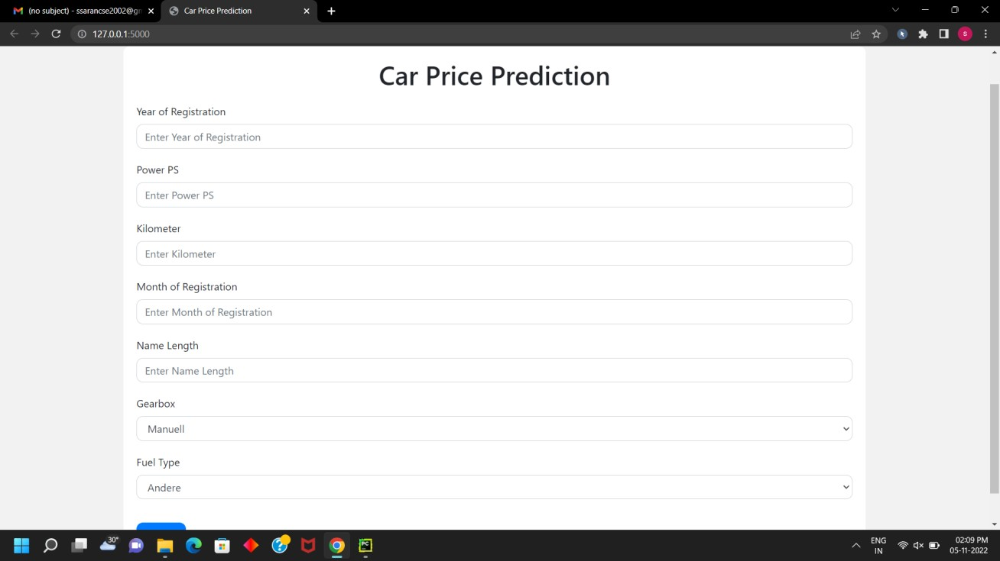 (no subject) - ssarancse2002@gm
Car Price Prediction
127.0.0.1:5000
S
Car Price Prediction
Year of Registration
Enter Year of Registration
Power PS
Enter Power PS
Kilometer
Enter Kilometer
Month of Registration
Enter Month of Registration
Name Length
Enter Name Length
Gearbox
Manuell
Fuel Type
Andere
30°
PC
ENG
IN
02:09 PM
05-11-2022